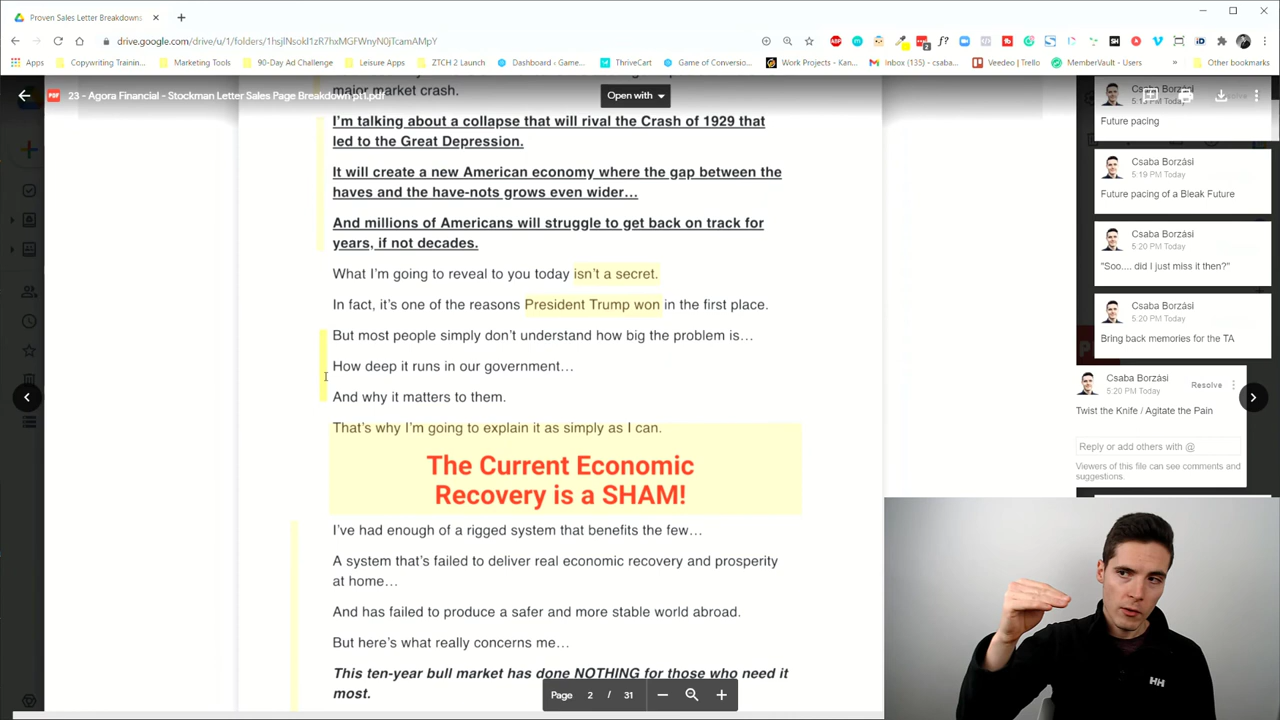 Proven Sales Letter Breakdowns
drive.google.com/drive/u/1/folders/1hsjlNsokl1zR7hxMGFWnyN0jTcamAMpY
Apps
Copywriting Training...
Marketing Tools
90-Day Ad Challenge
Leisure Apps
ZTCH 2 Launch
Dashboard ‹ Game...
ThriveCart
Game of Conversion...
Work Projects - Kan...
Inbox (135) - csaba...
Veedeo | Trello
MemberVault - Users
Other bookmarks
major market crash.
PDF
23 - Agora Financial - Stockman Letter Sales Page Breakdown pt1.pdf
Open with
I'm talking about a collapse that will rival the Crash of 1929 that
led to the Great Depression.
It will create a new American economy where the gap between the
haves and the have-nots grows even wider…
And millions of Americans will struggle to get back on track for
years, if not decades.
What I'm going to reveal to you today isn't a secret.
In fact, it's one of the reasons President Trump won in the first place.
But most people simply don't understand how big the problem is…
How deep it runs in our government…
And why it matters to them.
That's why I'm going to explain it as simply as I can.
The Current Economic
Recovery is a SHAM!
I've had enough of a rigged system that benefits the few…
A system that's failed to deliver real economic recovery and prosperity
at home…
And has failed to produce a safer and more stable world abroad.
But here's what really concerns me…
This ten-year bull market has done NOTHING for those who need it
most.
Page 2 / 31
Csaba Borzási
Future pacing
Csaba Borzási
5:19 PM Today
Future pacing of a Bleak Future
Csaba Borzási
5:20 PM Today
"Soo.... did I just miss it then?"
Csaba Borzási
5:20 PM Today
Bring back memories for the TA
Csaba Borzási
5:20 PM Today
Resolve
Twist the Knife / Agitate the Pain
Reply or add others with @
Viewers of this file can see comments and
suggestions.
HH